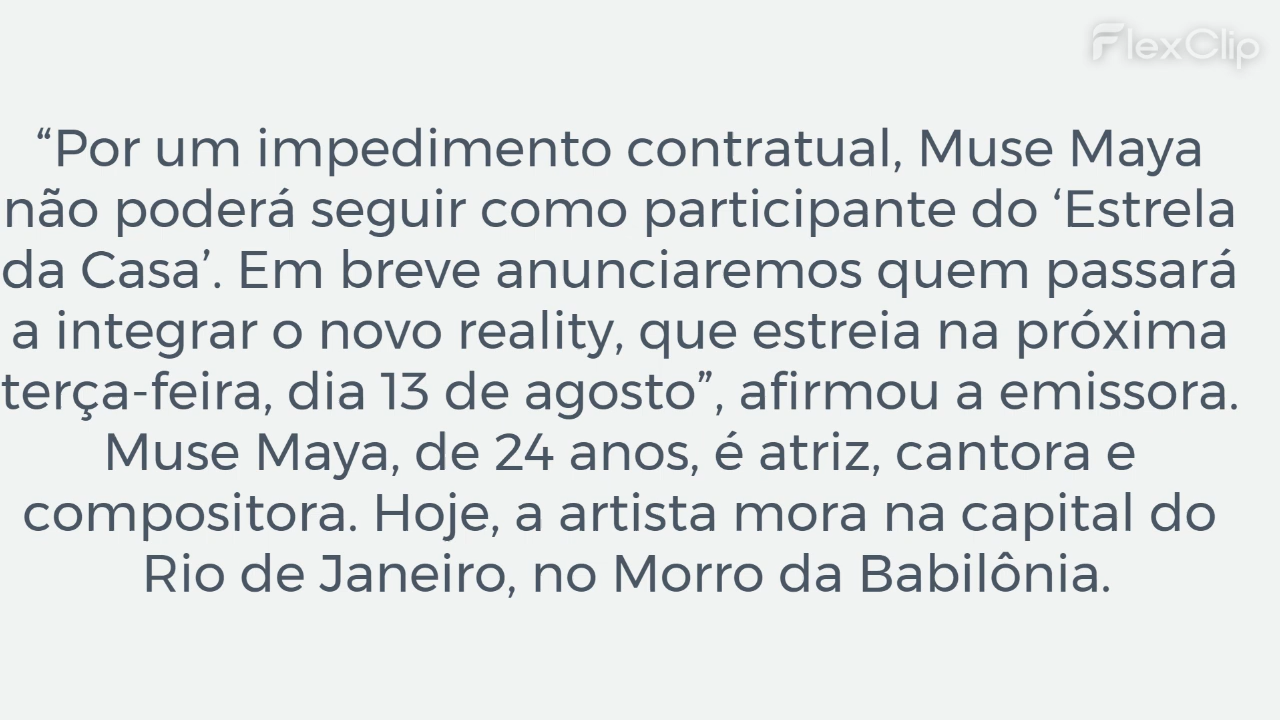 FlexClip
“Por um impedimento contratual, Muse Maya
não poderá seguir como participante do ‘Estrela
da Casa’. Em breve anunciaremos quem passará
a integrar o novo reality, que estreia na próxima
terça-feira, dia 13 de agosto”, afirmou a emissora.
Muse Maya, de 24 anos, é atriz, cantora e
compositora. Hoje, a artista mora na capital do
Rio de Janeiro, no Morro da Babilônia.